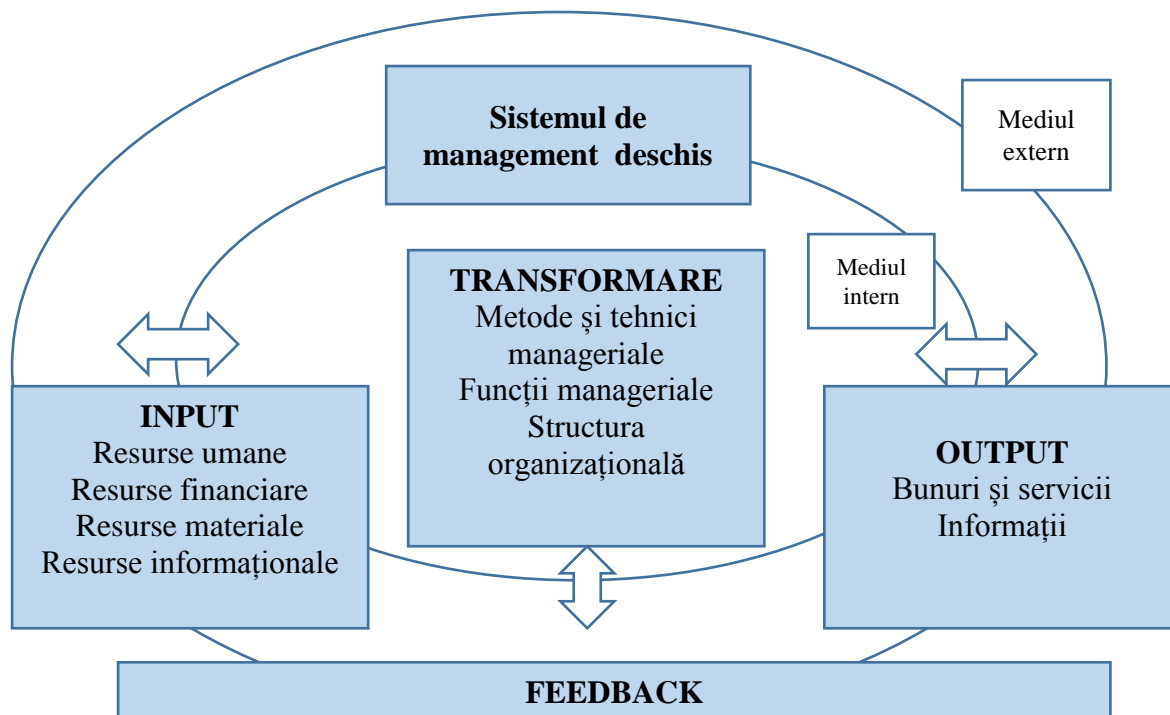 Sistemul de
management deschis
Mediul
extern
Mediul
intern
TRANSFORMARE
Metode și tehnici
manageriale
Funcții manageriale
Structura
organizațională
INPUT
Resurse umane
Resurse financiare
Resurse materiale
Resurse informaționale
OUTPUT
Bunuri și servicii
Informații
FEEDBACK